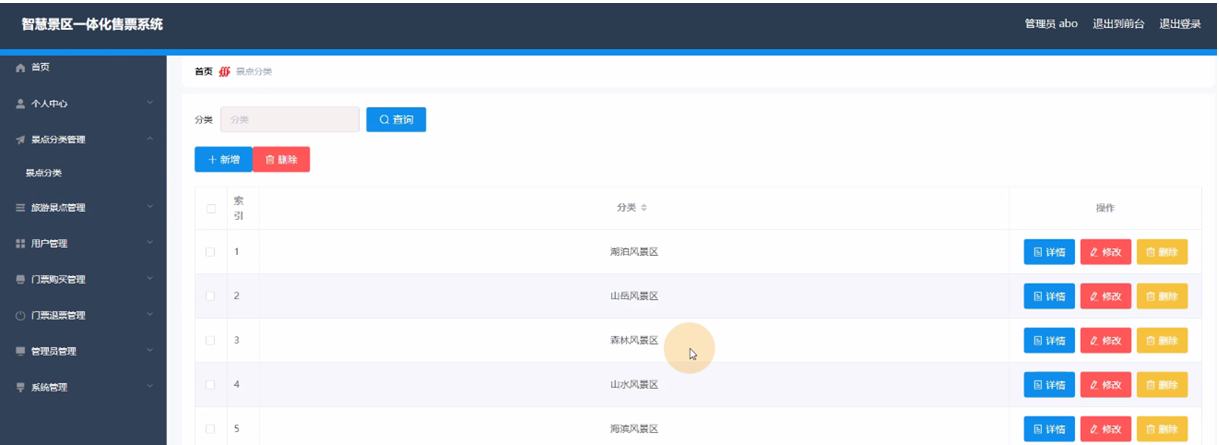 智慧景区一体化售票系统
管理员 abo 退出到前台 退出登录
首页
个人中心
景点分类管理
景点分类
旅游景点管理
用户管理
门票购买管理
门票退票管理
管理员管理
系统管理
首页 景点分类
分类 分类 查询
新增 删除
索引 分类 操作
1 湖泊风景区 详情 修改 删除
2 山岳风景区 详情 修改 删除
3 森林风景区 详情 修改 删除
4 山水风景区 详情 修改 删除
5 海滨风景区 详情 修改 删除